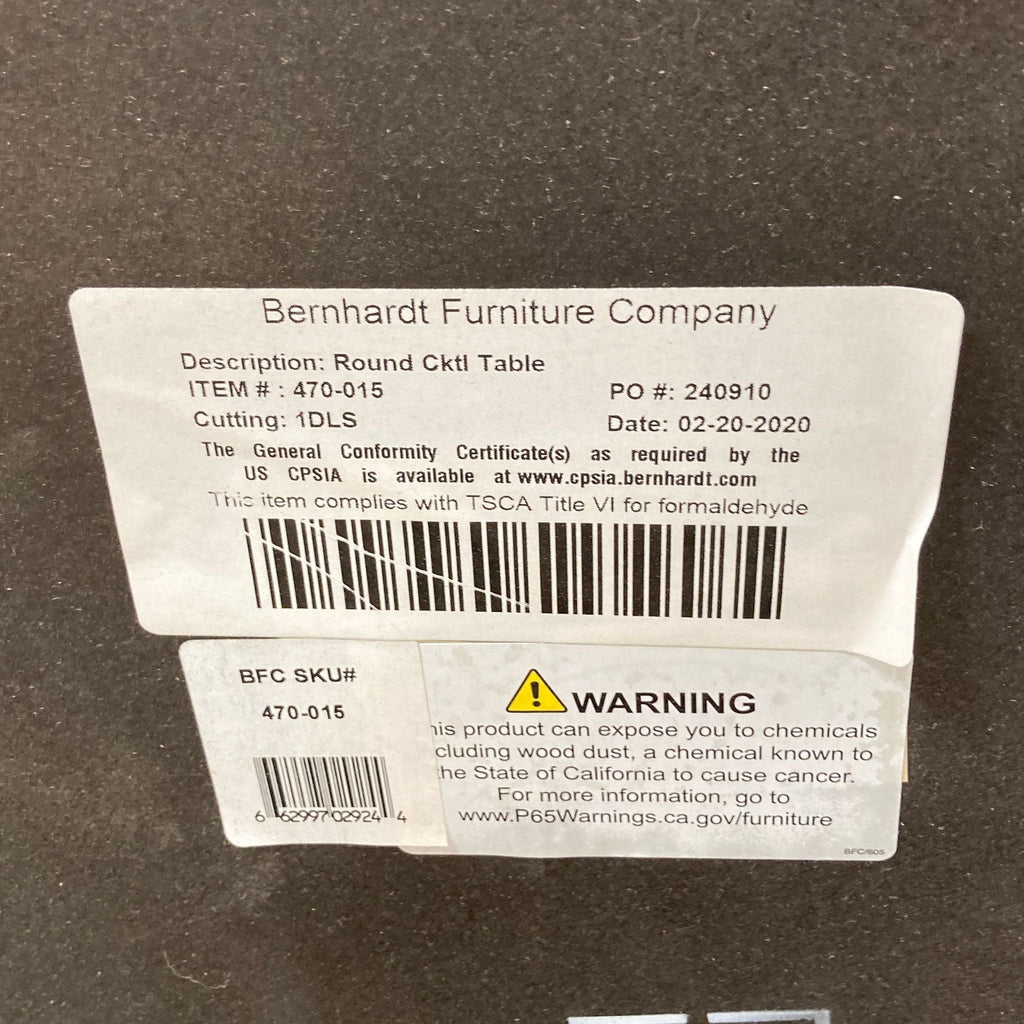 Bernhardt Furniture Company
Description: Round Cktl Table
ITEM # : 470-015 PO #: 240910
Cutting: 1DLS Date: 02-20-2020
The General Conformity Certificate(s) as required by the
US CPSIA is available at www.cpsia.bernhardt.com
This item complies with TSCA Title VI for formaldehyde
BFC SKU#
470-015
6 62997 02924 4
WARNING
his product can expose you to chemicals
cluding wood dust, a chemical known to
the State of California to cause cancer.
For more information, go to
www.P65Warnings.ca.gov/furniture
BFC/605